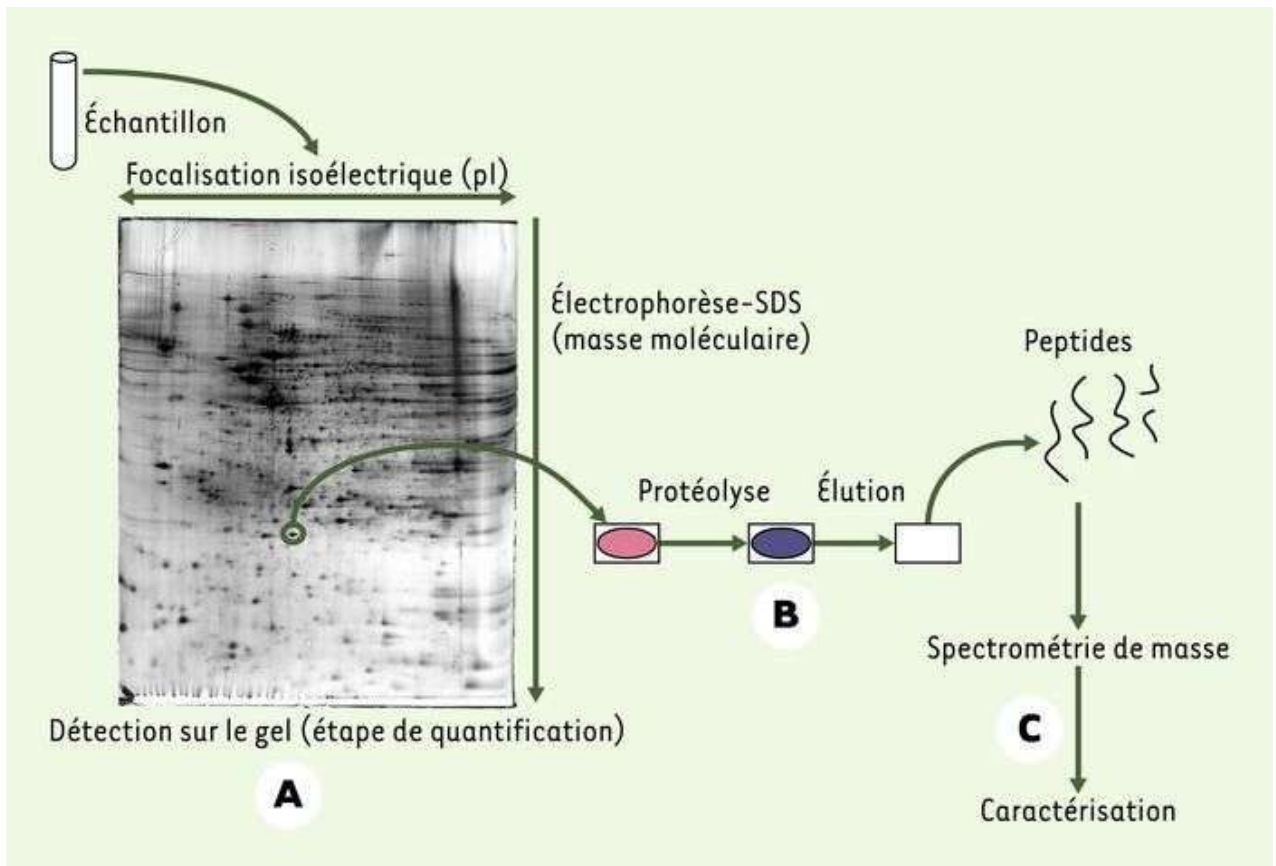 Échantillon
Focalisation isoélectrique (pI)
Électrophorèse-SDS
(masse moléculaire)
Peptides
Protéolyse
Élution
B
Spectrométrie de masse
C
Détection sur le gel (étape de quantification)
A
Caractérisation